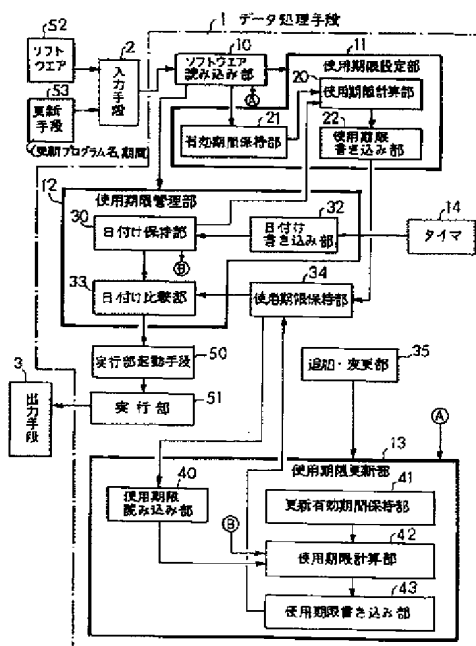 1 データ処理手段
52
ソフト
ウエア
2
入力手段
10
ソフトウエア
読み込み部
11
使用期限設定部
20
使用期限計算部
53
更新
手段
(更新プログラム名,期間)
Ⓐ
21
有効期間保持部
22
使用期限
書き込み部
12
使用期限管理部
30
日付け保持部
32
日付け
書き込み部
14
タイマ
Ⓑ
33
日付け比較部
34
使用期限保持部
実行部起動手段
50
追加・変更部
35
3
出力手段
実行部
51
Ⓐ
13
使用期限更新部
40
使用期限
読み込み部
41
更新有効期間保持部
Ⓑ
42
使用期限計算部
43
使用期限書き込み部